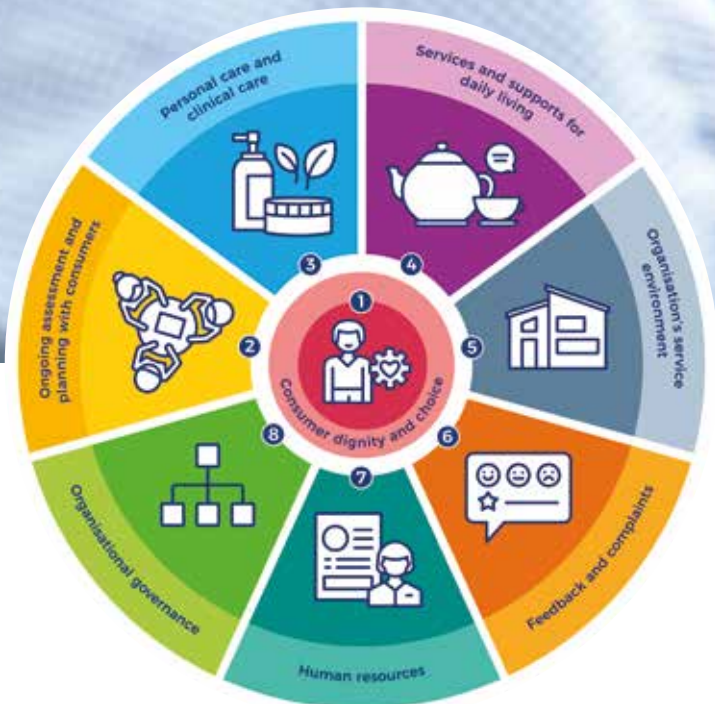 1
Consumer dignity and choice
2
Ongoing assessment and
planning with consumers
3
Personal care and
clinical care
4
Services and supports for
daily living
5
Organisation's service
environment
6
Feedback and complaints
7
Human resources
8
Organisational governance